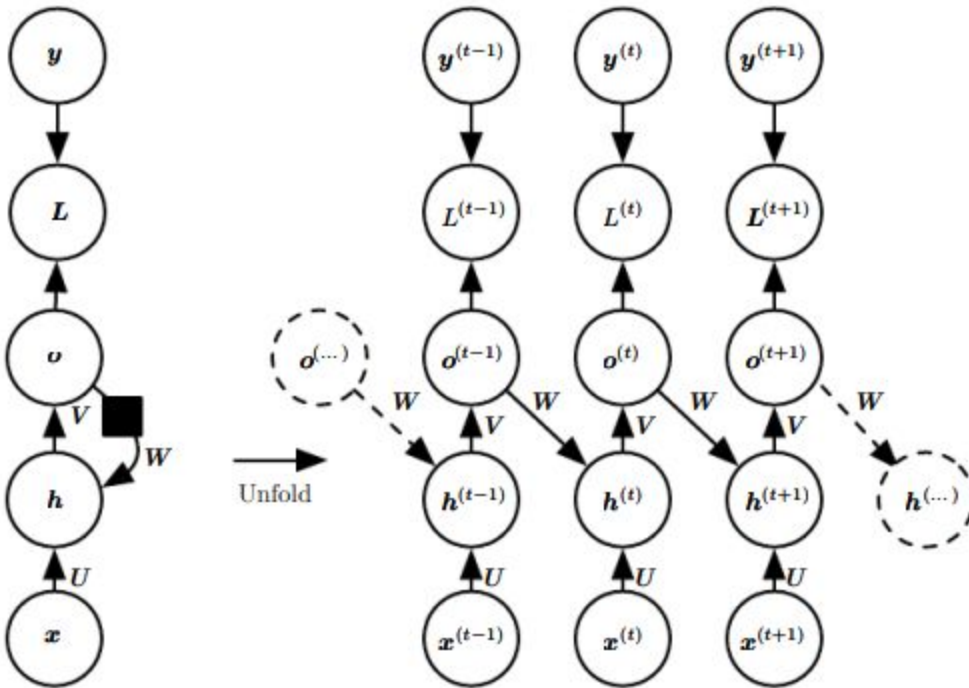 y y^(t−1) y^(t) y^(t+1)
L L^(t−1) L^(t) L^(t+1)
o o^(...) o^(t−1) o^(t) o^(t+1)
W W W W
V V V V
W
h h^(t−1) h^(t) h^(t+1) h^(...)
Unfold
U U U U
x x^(t−1) x^(t) x^(t+1)